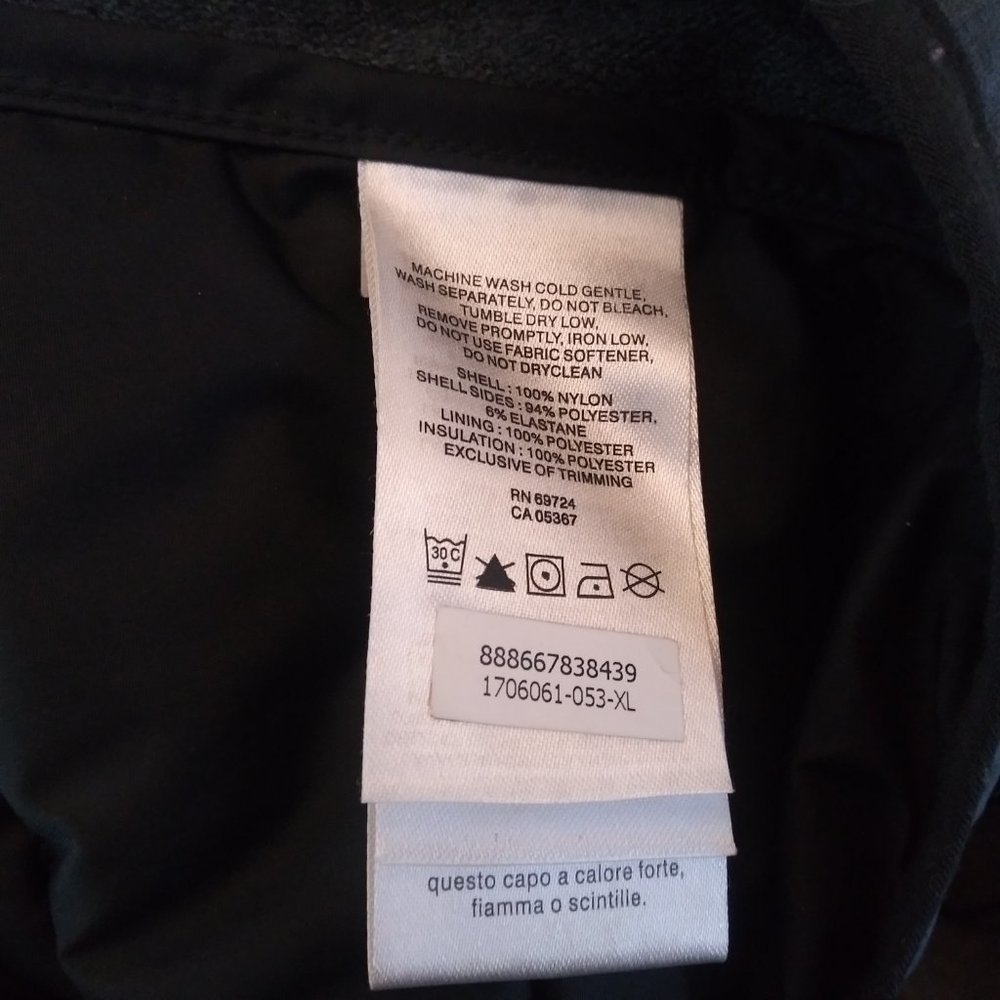 MACHINE WASH COLD GENTLE,
WASH SEPARATELY, DO NOT BLEACH,
TUMBLE DRY LOW,
REMOVE PROMPTLY, IRON LOW,
DO NOT USE FABRIC SOFTENER,
DO NOT DRYCLEAN
SHELL : 100% NYLON
SHELL SIDES : 94% POLYESTER,
6% ELASTANE
LINING : 100% POLYESTER
INSULATION : 100% POLYESTER
EXCLUSIVE OF TRIMMING
RN 69724
CA 05367
30 C
888667838439
1706061-053-XL
questo capo a calore forte,
fiamma o scintille.